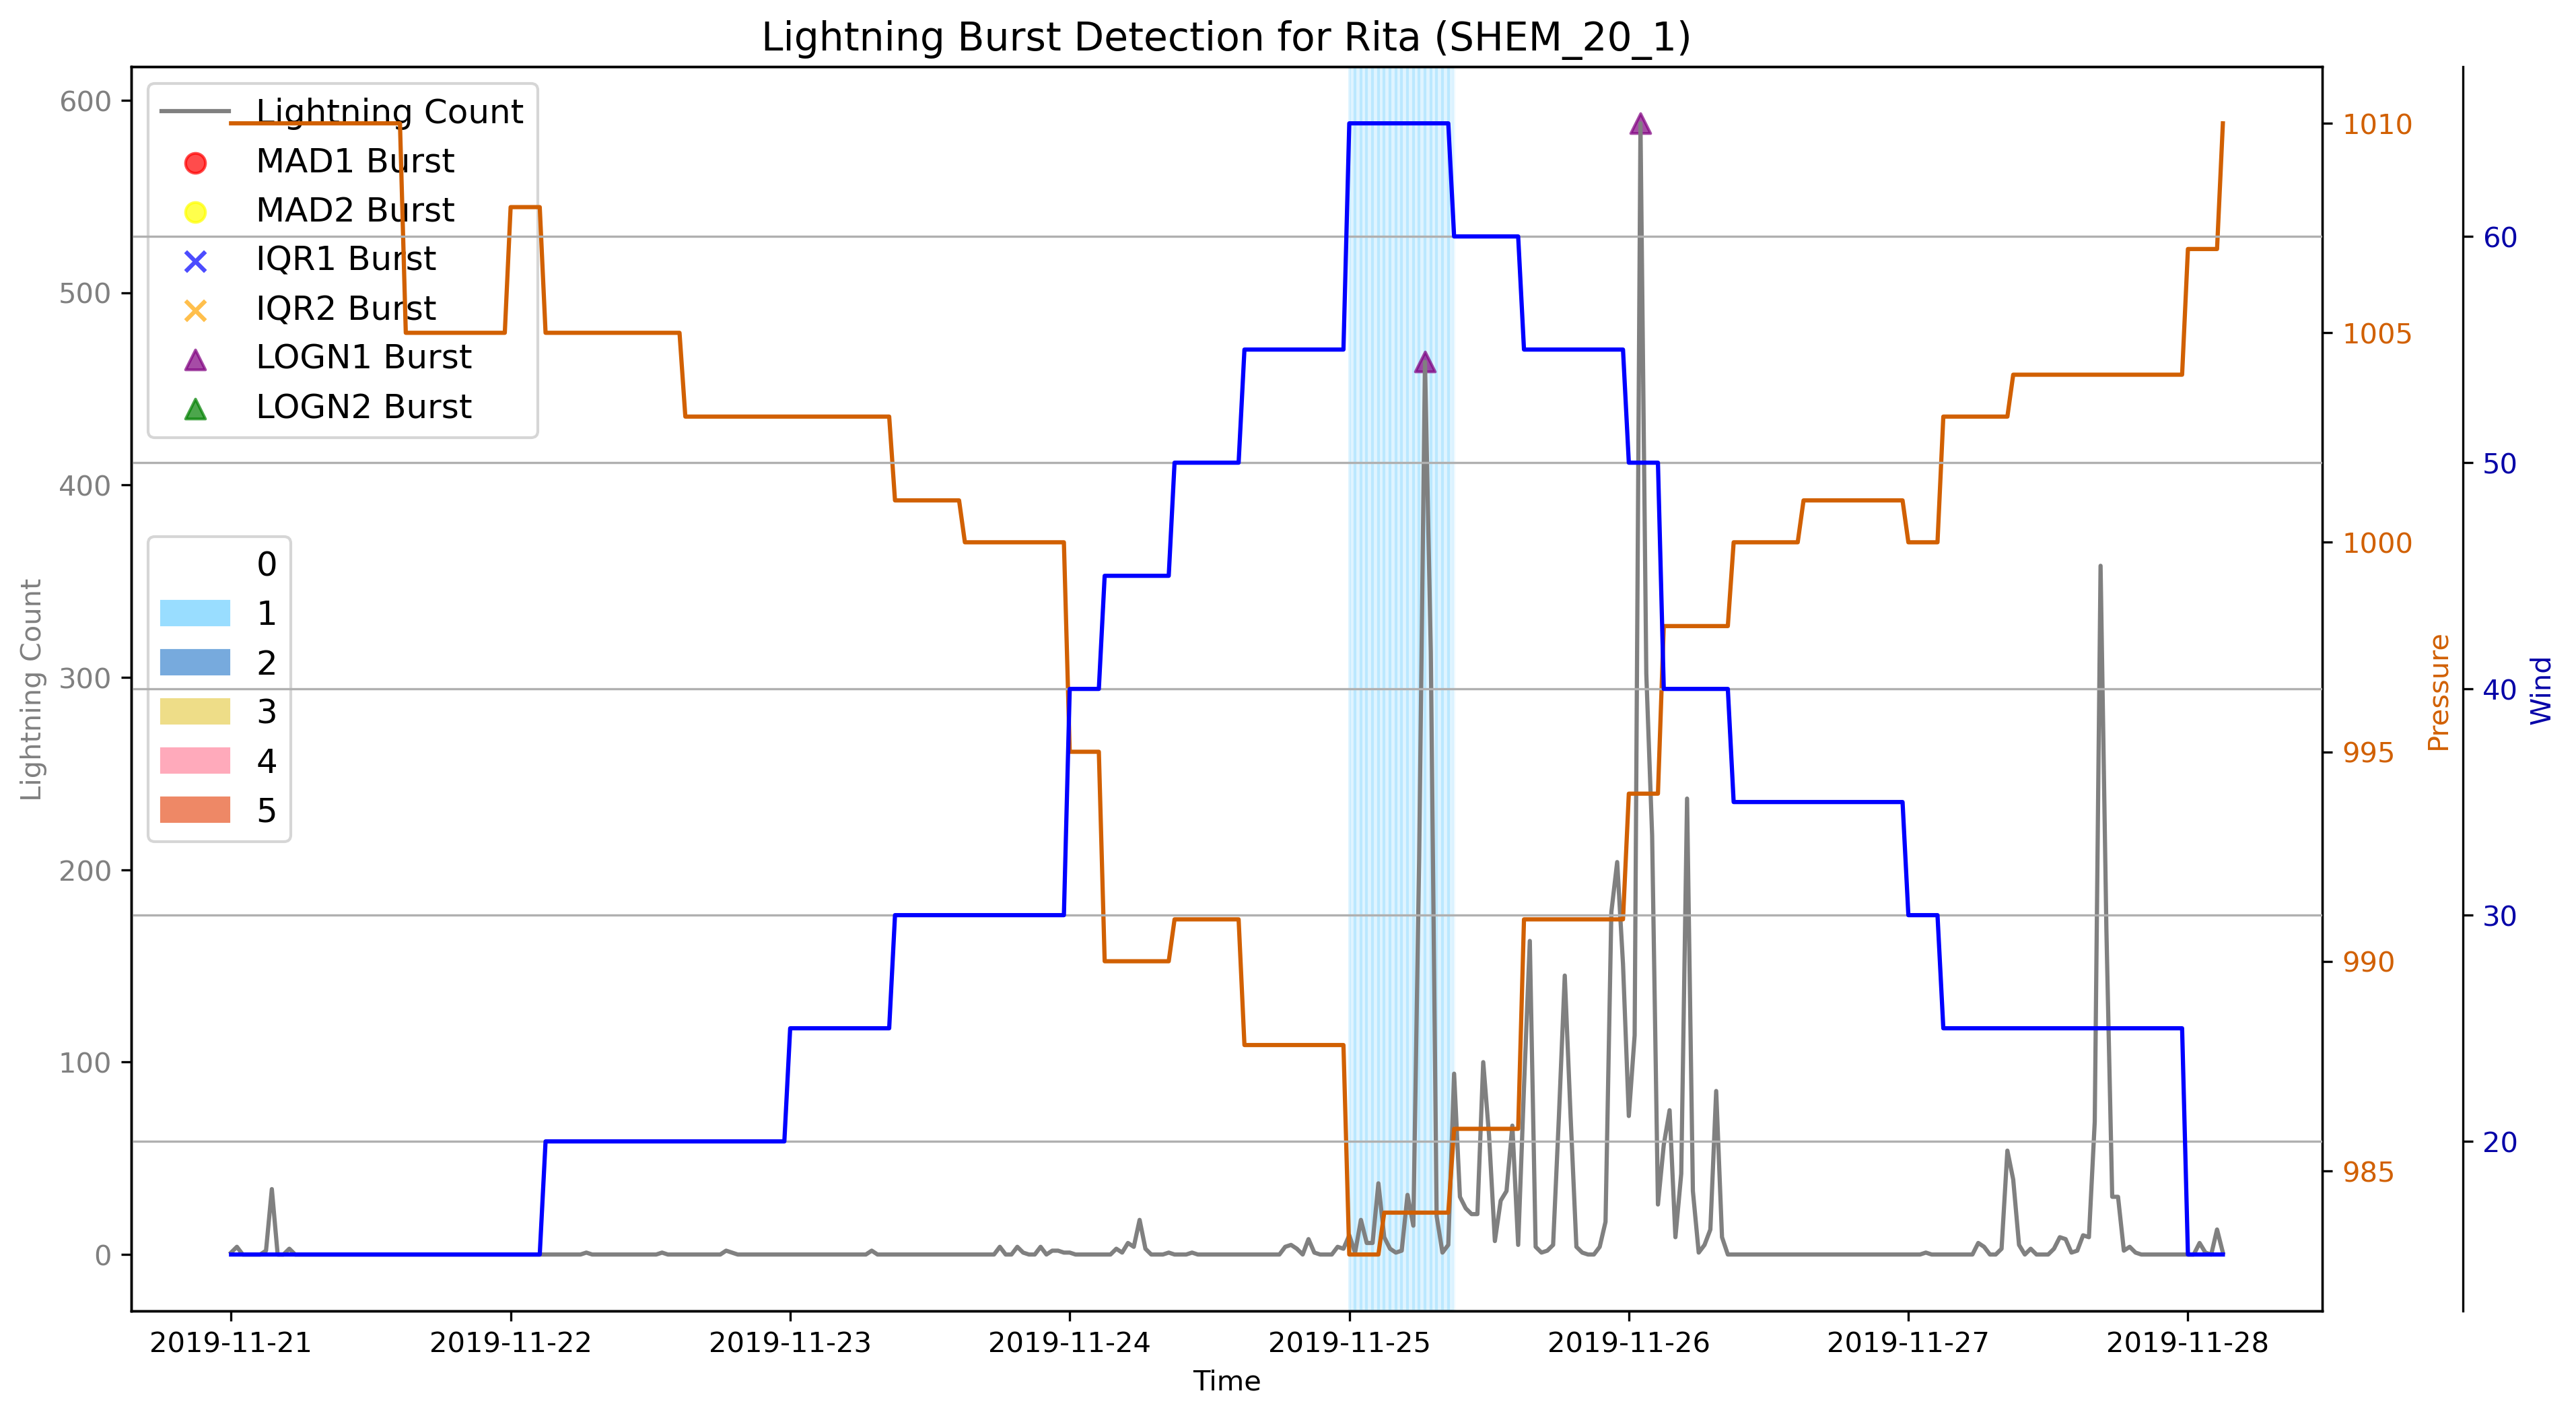 Lightning Burst Detection for Rita (SHEM_20_1)
Lightning Count
MAD1 Burst
MAD2 Burst
IQR1 Burst
IQR2 Burst
LOGN1 Burst
LOGN2 Burst
0
1
2
3
4
5
600
500
400
300
200
100
0
Lightning Count
1010
1005
1000
995
990
985
Pressure
60
50
40
30
20
Wind
2019-11-21 2019-11-22 2019-11-23 2019-11-24 2019-11-25 2019-11-26 2019-11-27 2019-11-28
Time